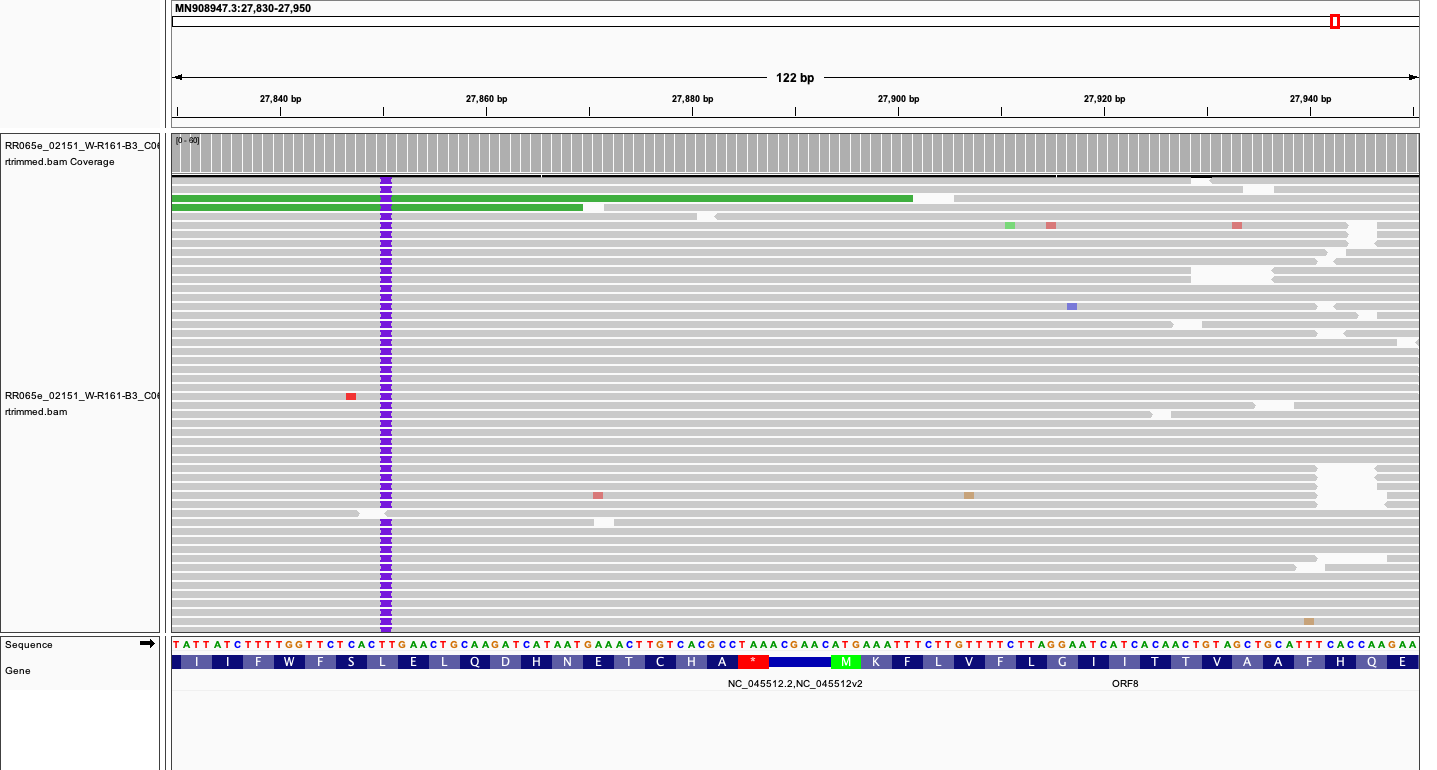 MN908947.3:27,830-27,950
122 bp
27,840 bp 27,860 bp 27,880 bp 27,900 bp 27,920 bp 27,940 bp
RR065e_02151_W-R161-B3_C0
rtrimmed.bam Coverage
[0 - 60]
RR065e_02151_W-R161-B3_C0
rtrimmed.bam
Sequence
TATTATCTTTTGGTTCTCACTTGAACTGCAAGATCATAATGAAACTTGTCACGCCTAAACGAACATGAAATTTCTTGTTTTCTTAGGAATCATCACAACTGTAGCTGCATTTCACCAAGAA
Gene
I I F W F S L E L Q D H N E T C H A * M K F L V F L G I I T T V A A F H Q E
NC_045512.2,NC_045512v2 ORF8